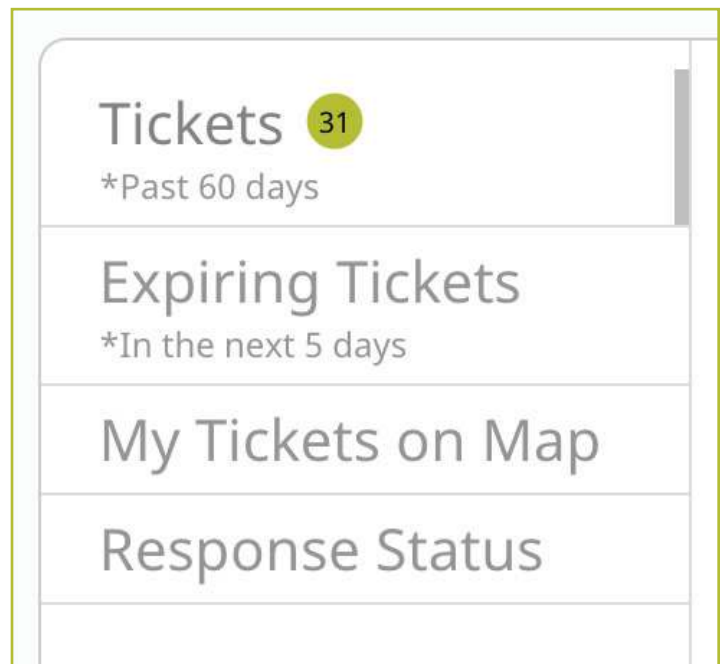 Tickets 31
*Past 60 days
Expiring Tickets
*In the next 5 days
My Tickets on Map
Response Status